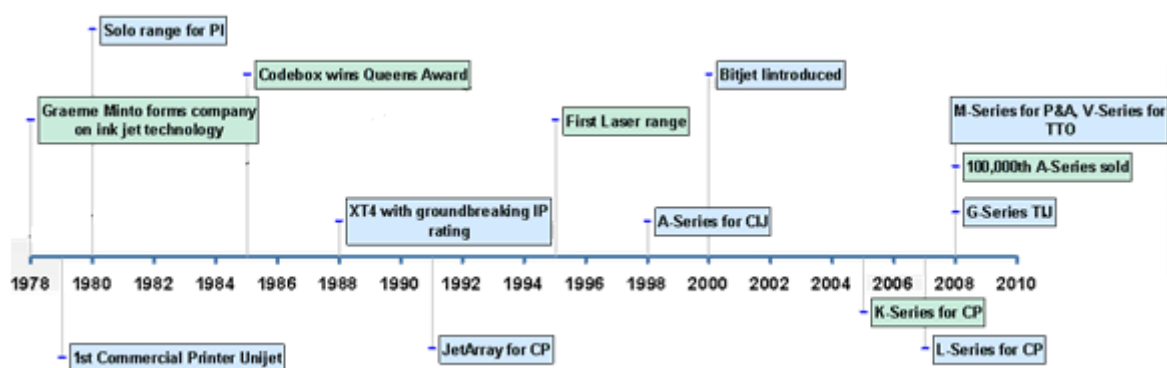 Solo range for PI
Codebox wins Queens Award
Bitjet Iintroduced
Graeme Minto forms company
on ink jet technology
First Laser range
M-Series for P&A, V-Series for
TTO
100,000th A-Series sold
XT4 with groundbreaking IP
rating
A-Series for CIJ
G-Series TIJ
1978 1980 1982 1984 1986 1988 1990 1992 1994 1996 1998 2000 2002 2004 2006 2008 2010
K-Series for CP
1st Commercial Printer Unijet
JetArray for CP
L-Series for CP